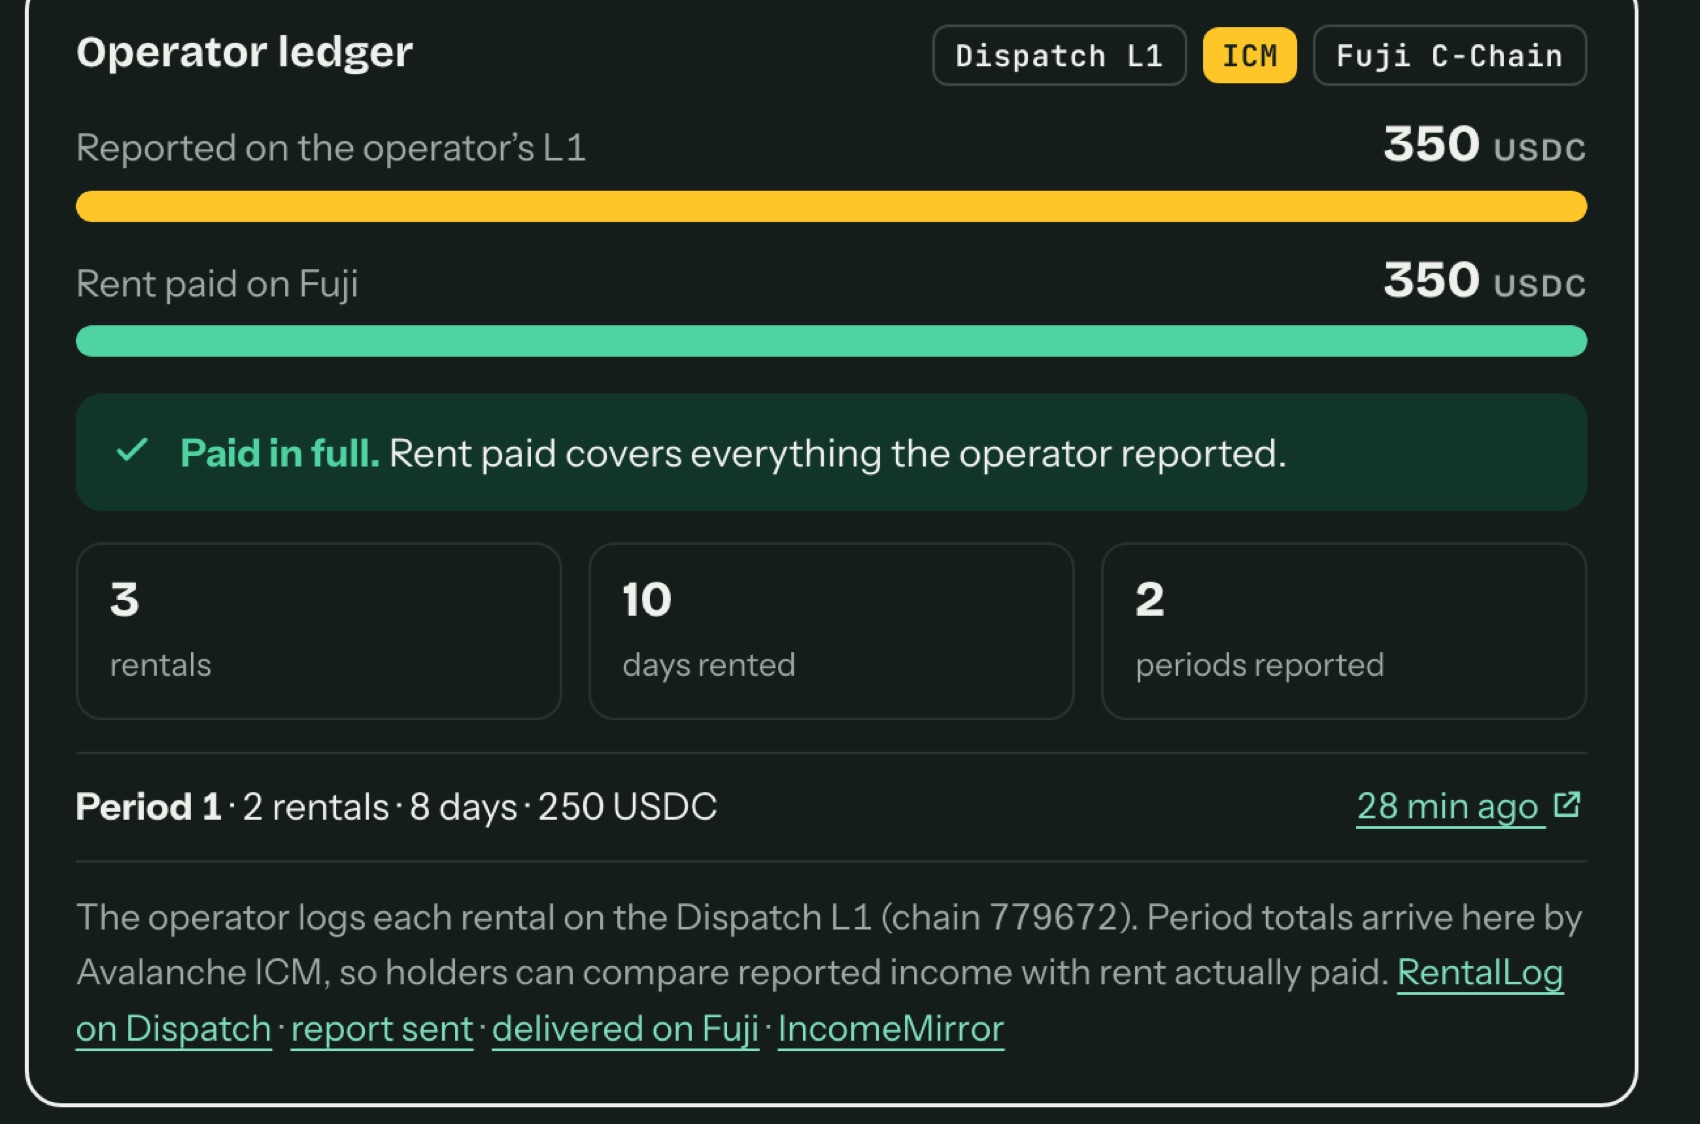 Operator ledger
Dispatch L1 ICM Fuji C-Chain
Reported on the operator’s L1 350 USDC
Rent paid on Fuji 350 USDC
Paid in full. Rent paid covers everything the operator reported.
3
rentals
10
days rented
2
periods reported
Period 1 · 2 rentals · 8 days · 250 USDC 28 min ago
The operator logs each rental on the Dispatch L1 (chain 779672). Period totals arrive here by
Avalanche ICM, so holders can compare reported income with rent actually paid. RentalLog
on Dispatch · report sent · delivered on Fuji · IncomeMirror